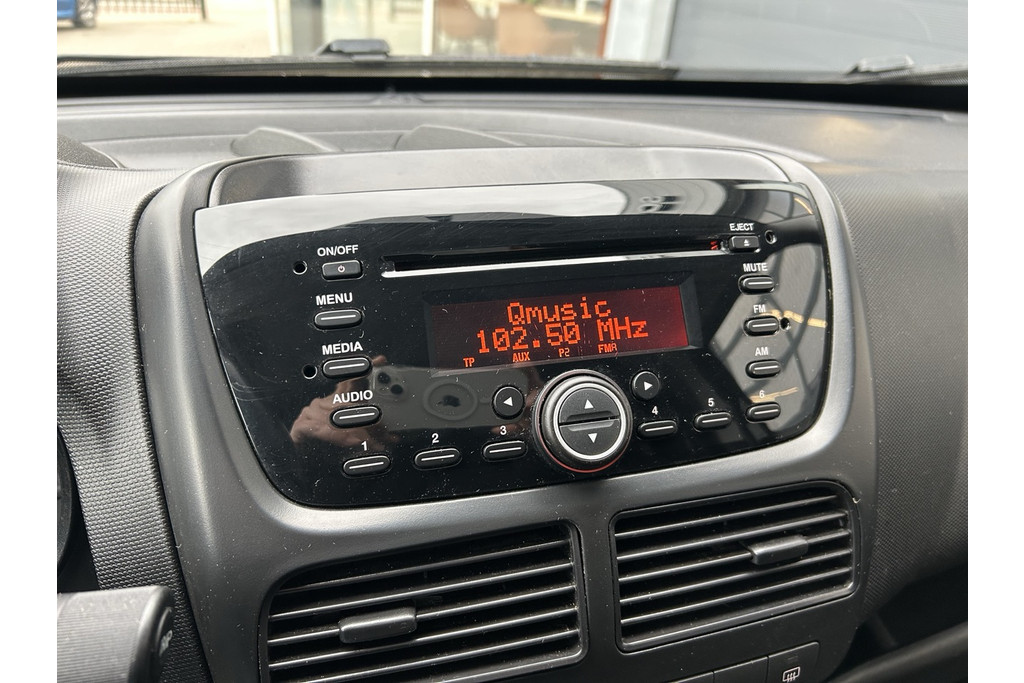 EJECT
ON/OFF
MUTE
MENU
Qmusic
FM
102.50 MHz
MEDIA
TP AUX P2 FMA
AM
AUDIO
1 2 3 4 5 6